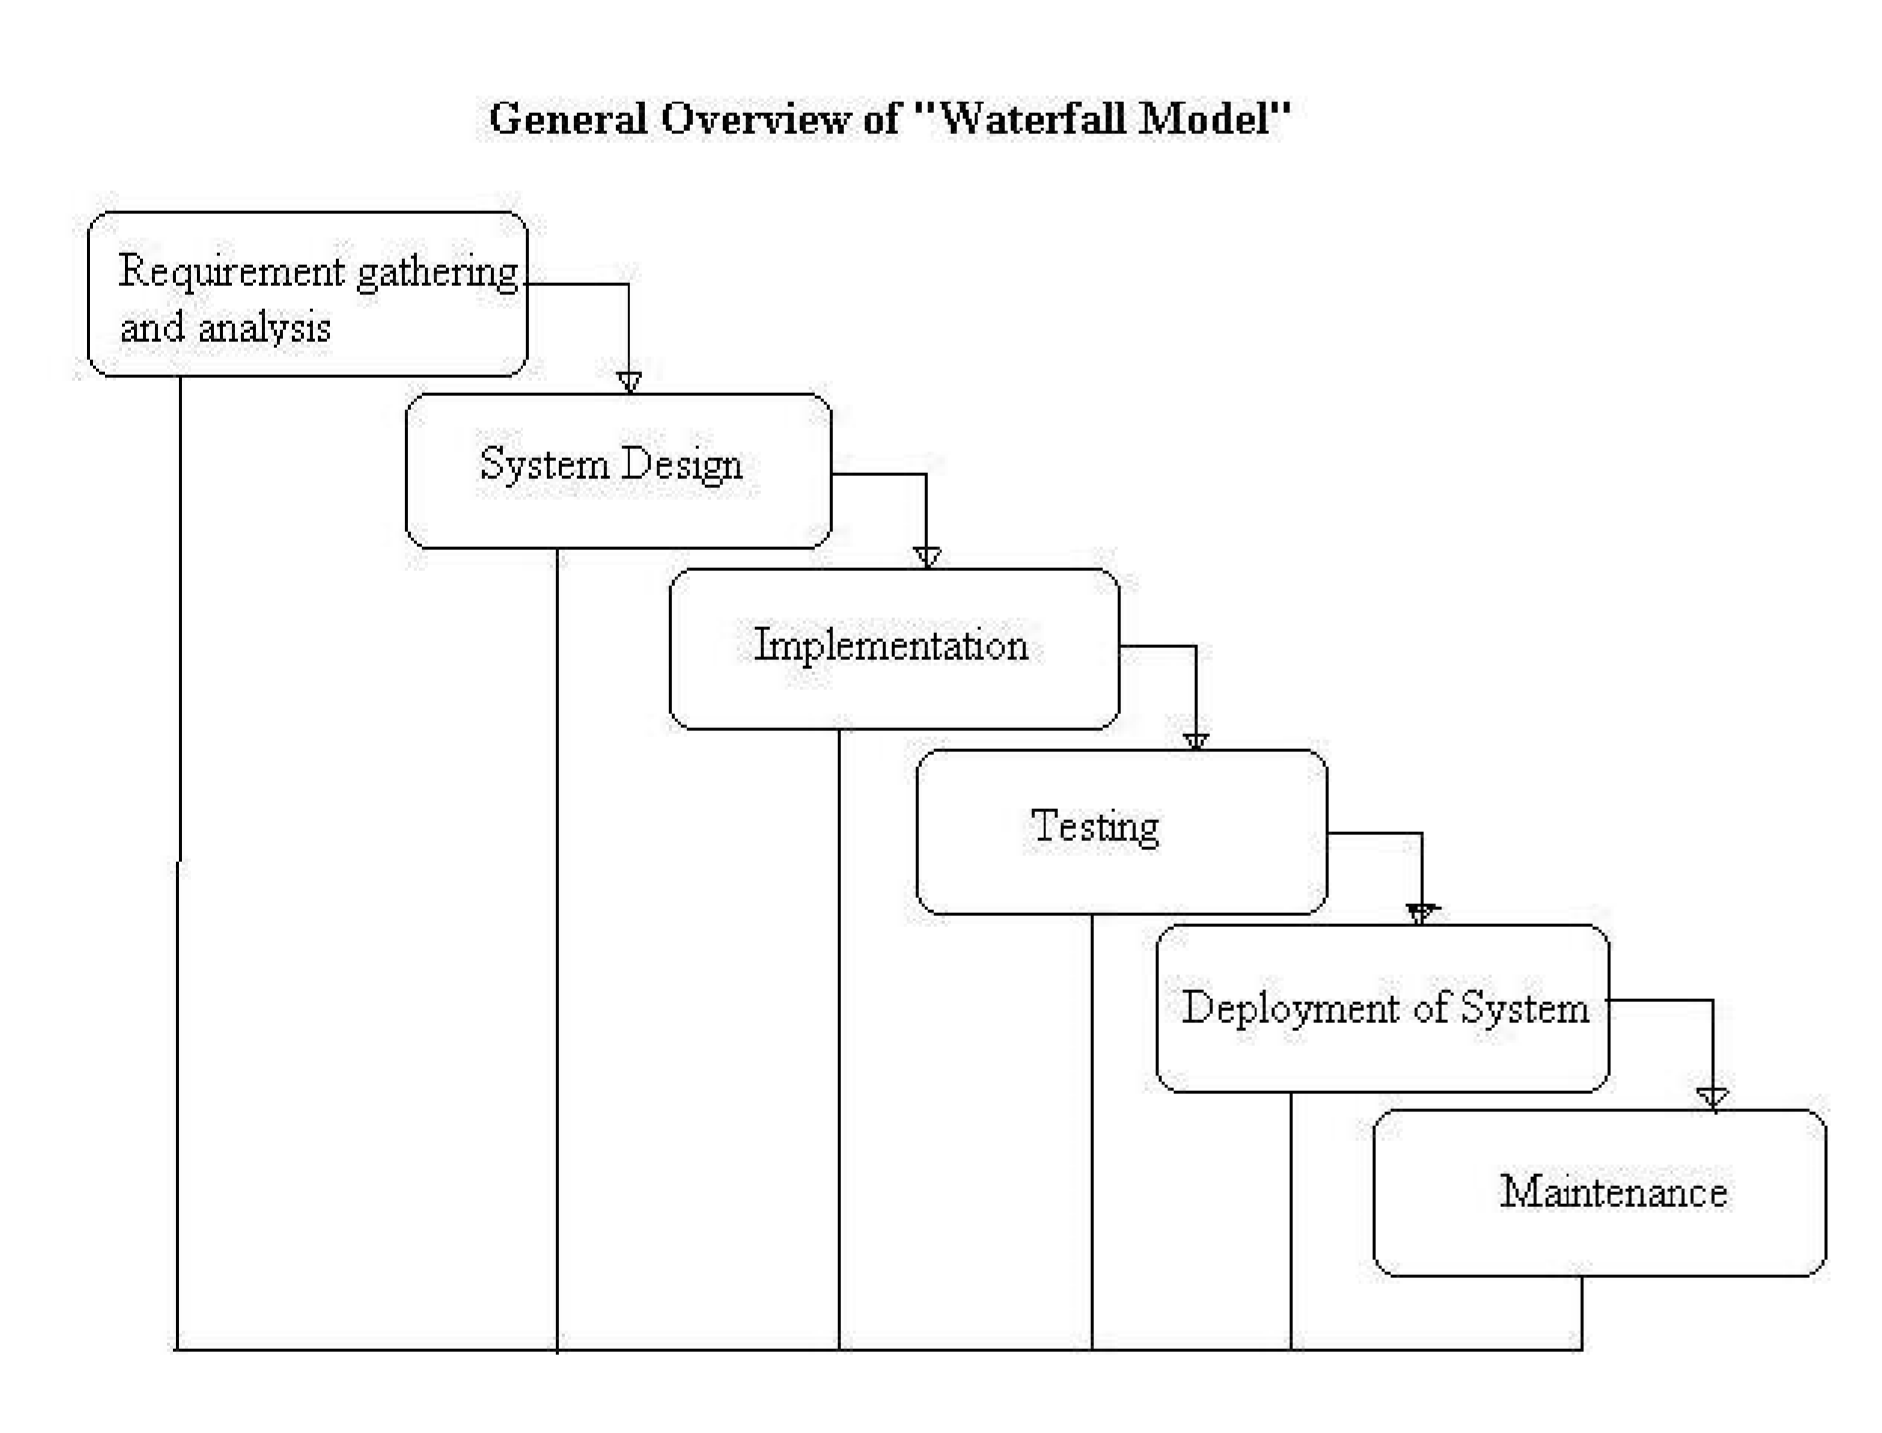 General Overview of "Waterfall Model"
Requirement gathering
and analysis
System Design
Implementation
Testing
Deployment of System
Maintenance